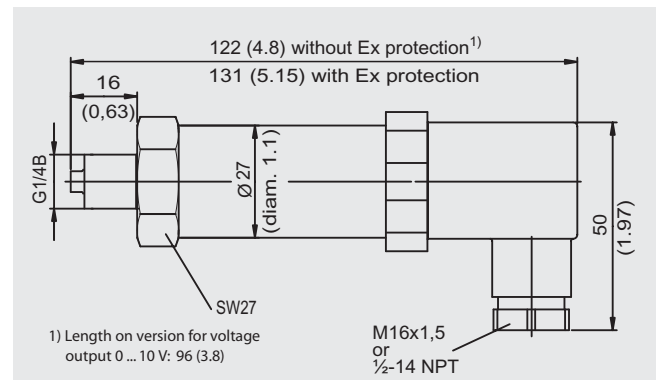 122 (4.8) without Ex protection1)
131 (5.15) with Ex protection
16
(0,63)
G1/4B
Ø 27
(diam. 1.1)
50
(1.97)
SW27
1) Length on version for voltage
output 0 ... 10 V: 96 (3.8)
M16x1,5
or
½-14 NPT